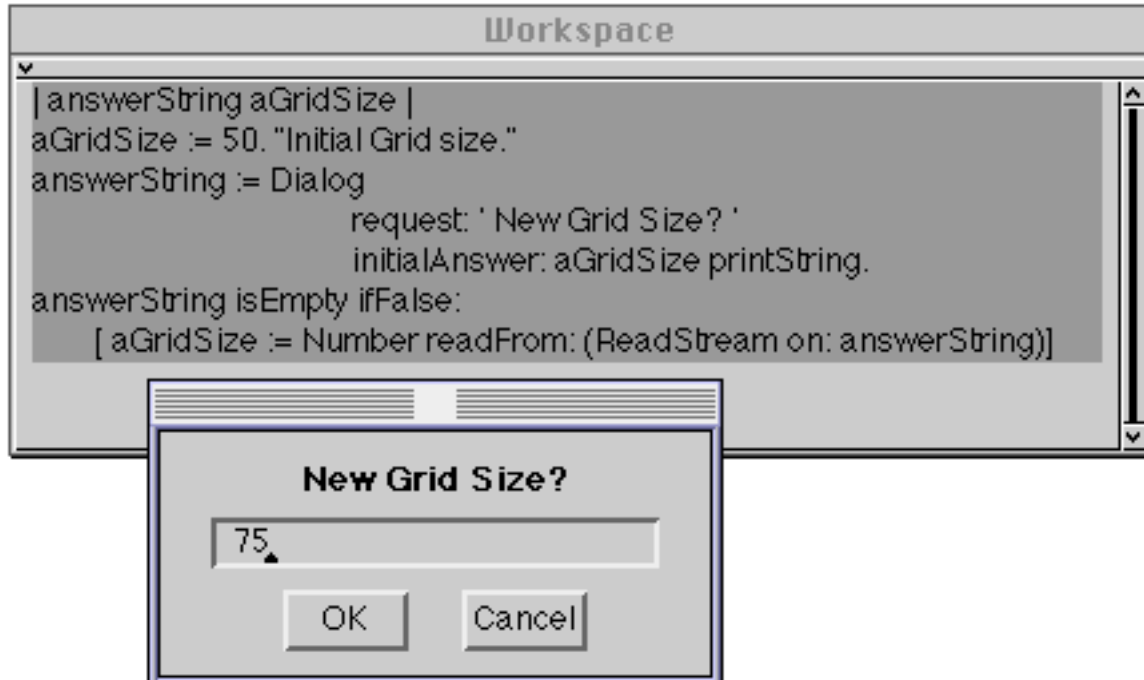 Workspace
| answerString aGridSize |
aGridSize := 50. "Initial Grid size."
answerString := Dialog
request: ' New Grid Size? '
initialAnswer: aGridSize printString.
answerString isEmpty ifFalse:
[ aGridSize := Number readFrom: (ReadStream on: answerString)]
New Grid Size?
75
OK Cancel